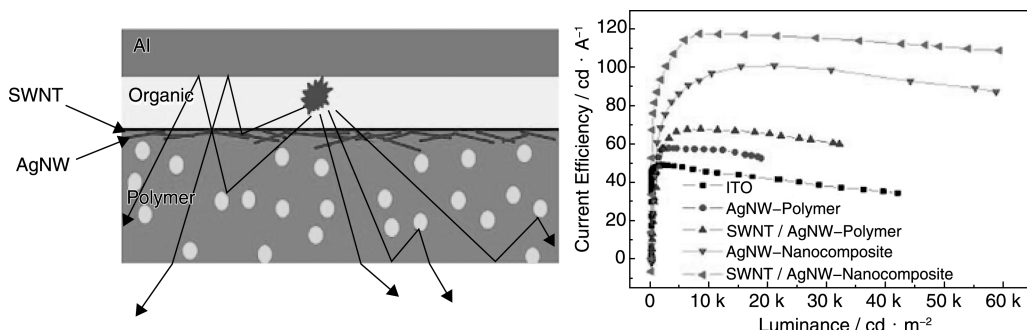 Al
Organic
SWNT
AgNW
Polymer
Current Efficiency / cd · A⁻¹
120
100
80
60
40
20
0
ITO
AgNW–Polymer
SWNT / AgNW–Polymer
AgNW–Nanocomposite
SWNT / AgNW–Nanocomposite
0 10 k 20 k 30 k 40 k 50 k 60 k
Luminance / cd · m⁻²